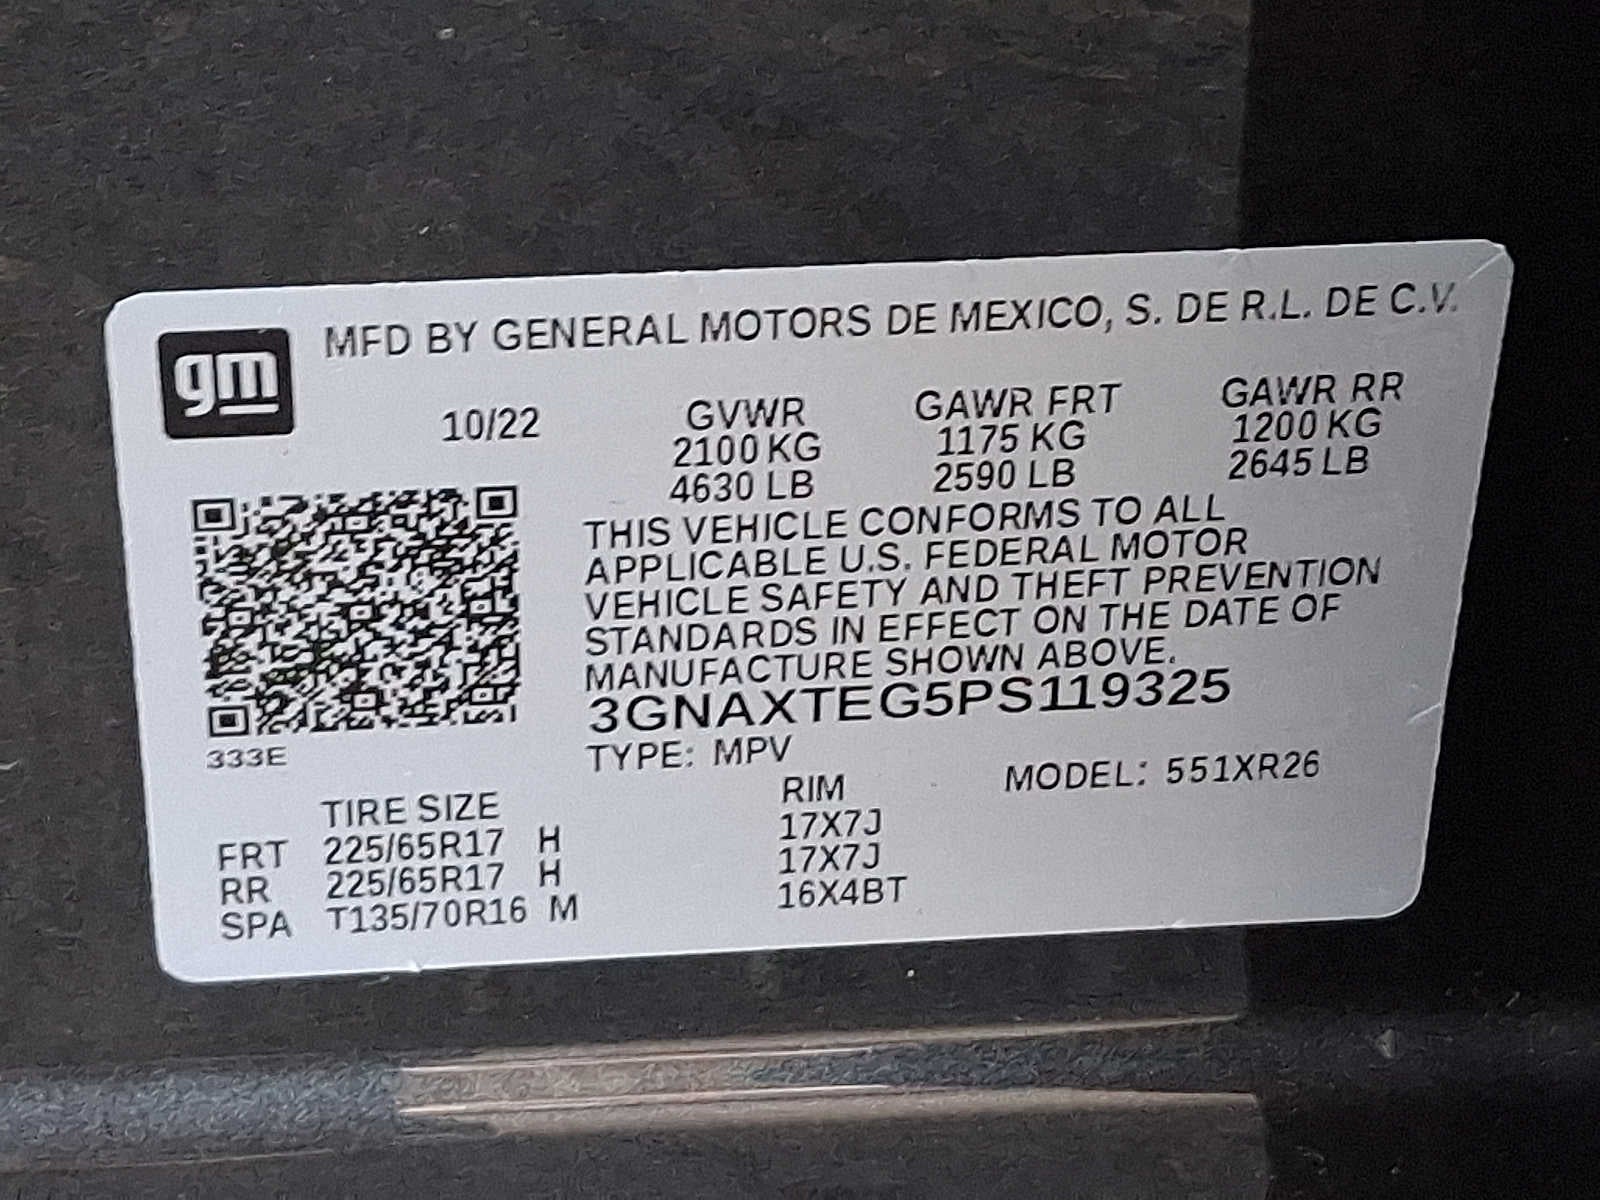 gm
MFD BY GENERAL MOTORS DE MEXICO, S. DE R.L. DE C.V.
10/22
GVWR GAWR FRT GAWR RR
2100 KG 1175 KG 1200 KG
4630 LB 2590 LB 2645 LB
THIS VEHICLE CONFORMS TO ALL
APPLICABLE U.S. FEDERAL MOTOR
VEHICLE SAFETY AND THEFT PREVENTION
STANDARDS IN EFFECT ON THE DATE OF
MANUFACTURE SHOWN ABOVE.
3GNAXTEG5PS119325
333E
TYPE: MPV MODEL: 551XR26
TIRE SIZE RIM
FRT 225/65R17 H 17X7J
RR 225/65R17 H 17X7J
SPA T135/70R16 M 16X4BT